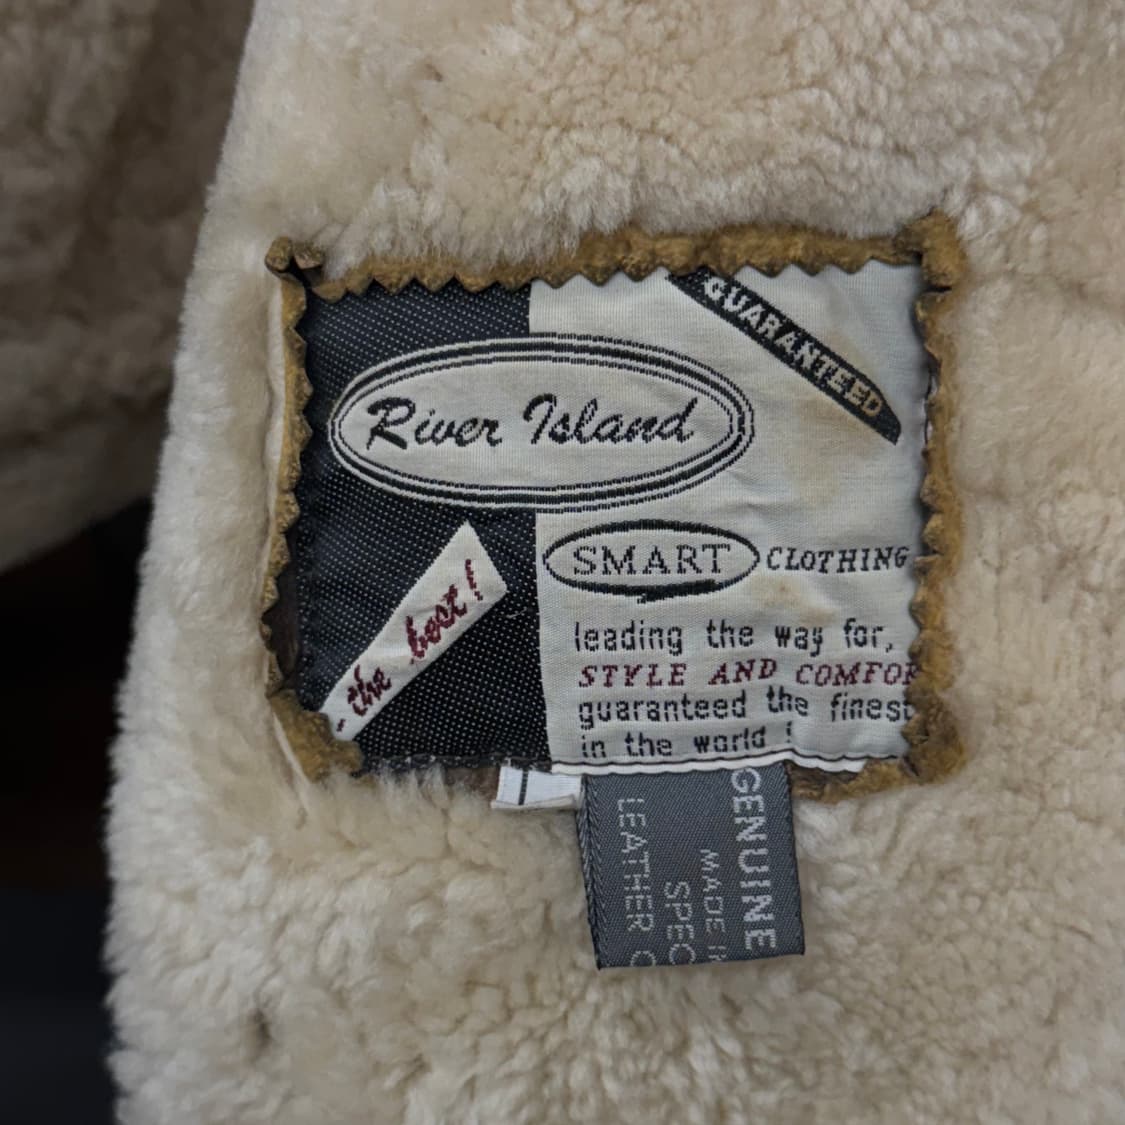 GUARANTEED
River Island
SMART CLOTHING
the best!
leading the way for,
STYLE AND COMFOR
guaranteed the finest
in the world !
GENUINE
MADE IN
SPEC
LEATHER